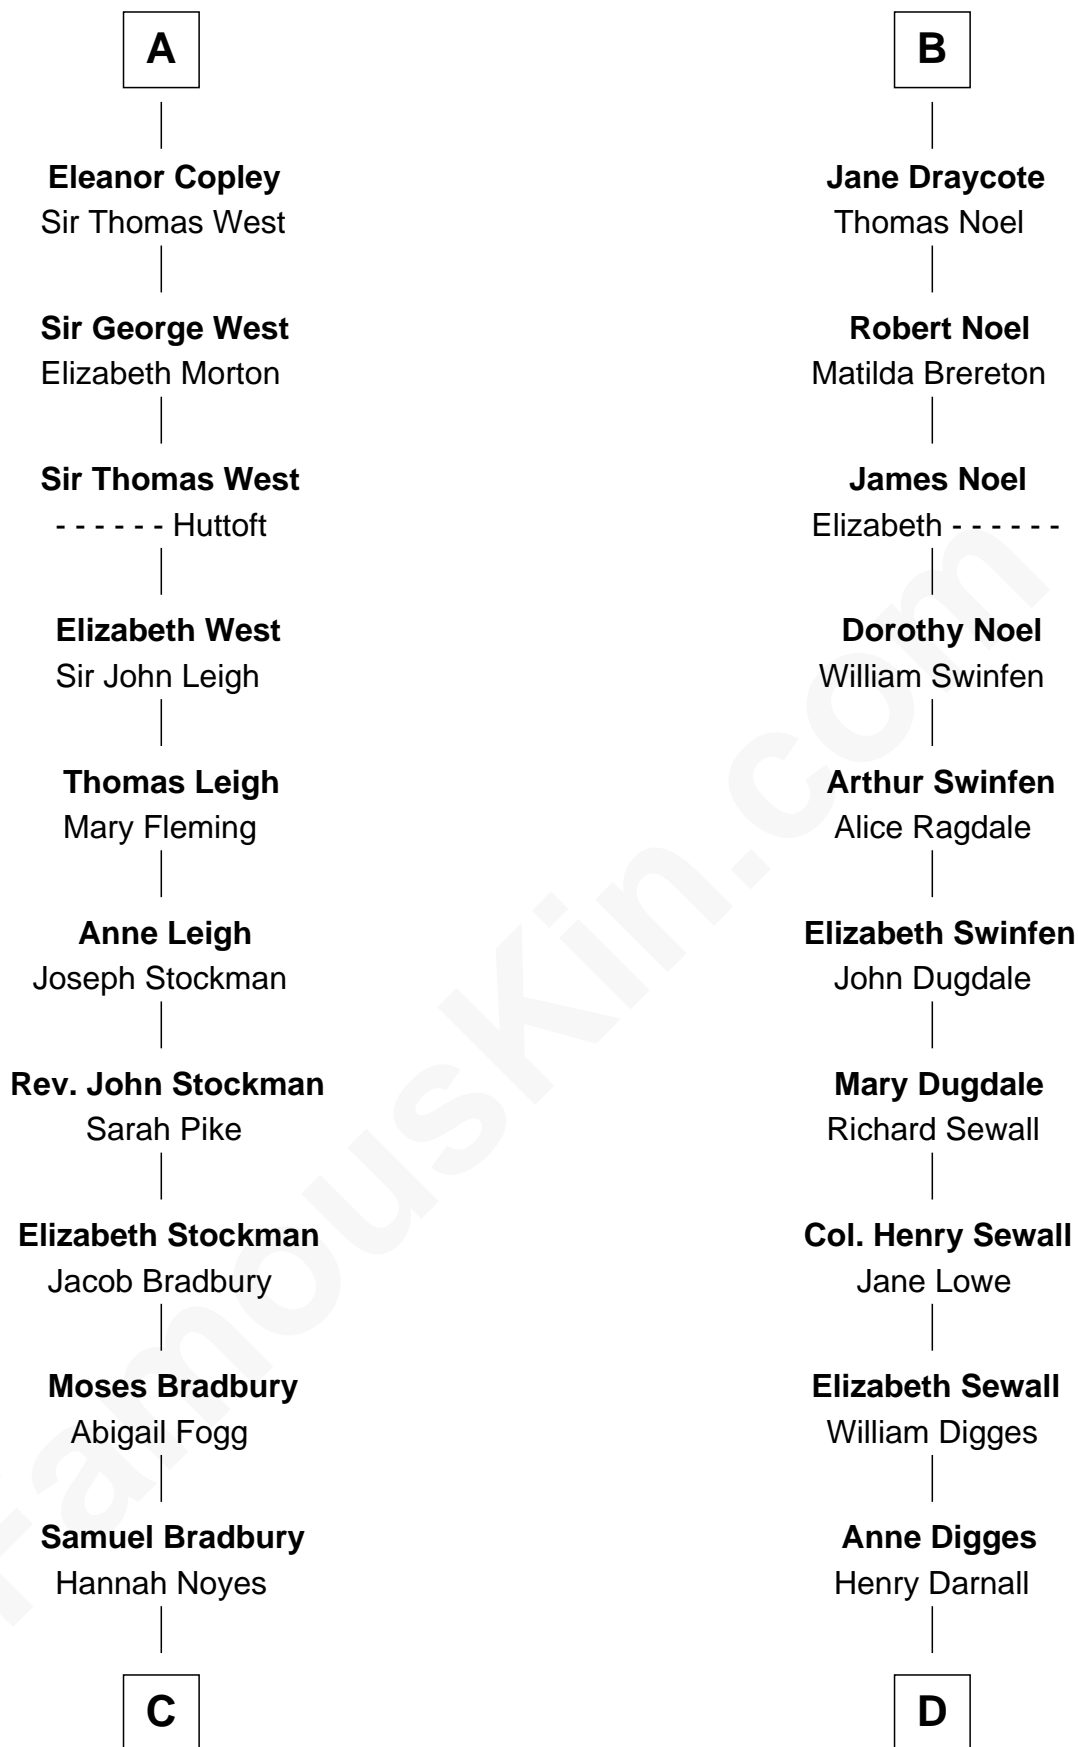 A
Eleanor Copley
Sir Thomas West
Sir George West
Elizabeth Morton
Sir Thomas West
- - - - - - Huttoft
Elizabeth West
Sir John Leigh
Thomas Leigh
Mary Fleming
Anne Leigh
Joseph Stockman
Rev. John Stockman
Sarah Pike
Elizabeth Stockman
Jacob Bradbury
Moses Bradbury
Abigail Fogg
Samuel Bradbury
Hannah Noyes
C
B
Jane Draycote
Thomas Noel
Robert Noel
Matilda Brereton
James Noel
Elizabeth - - - - - -
Dorothy Noel
William Swinfen
Arthur Swinfen
Alice Ragdale
Elizabeth Swinfen
John Dugdale
Mary Dugdale
Richard Sewall
Col. Henry Sewall
Jane Lowe
Elizabeth Sewall
William Digges
Anne Digges
Henry Darnall
D
FamousKin.com